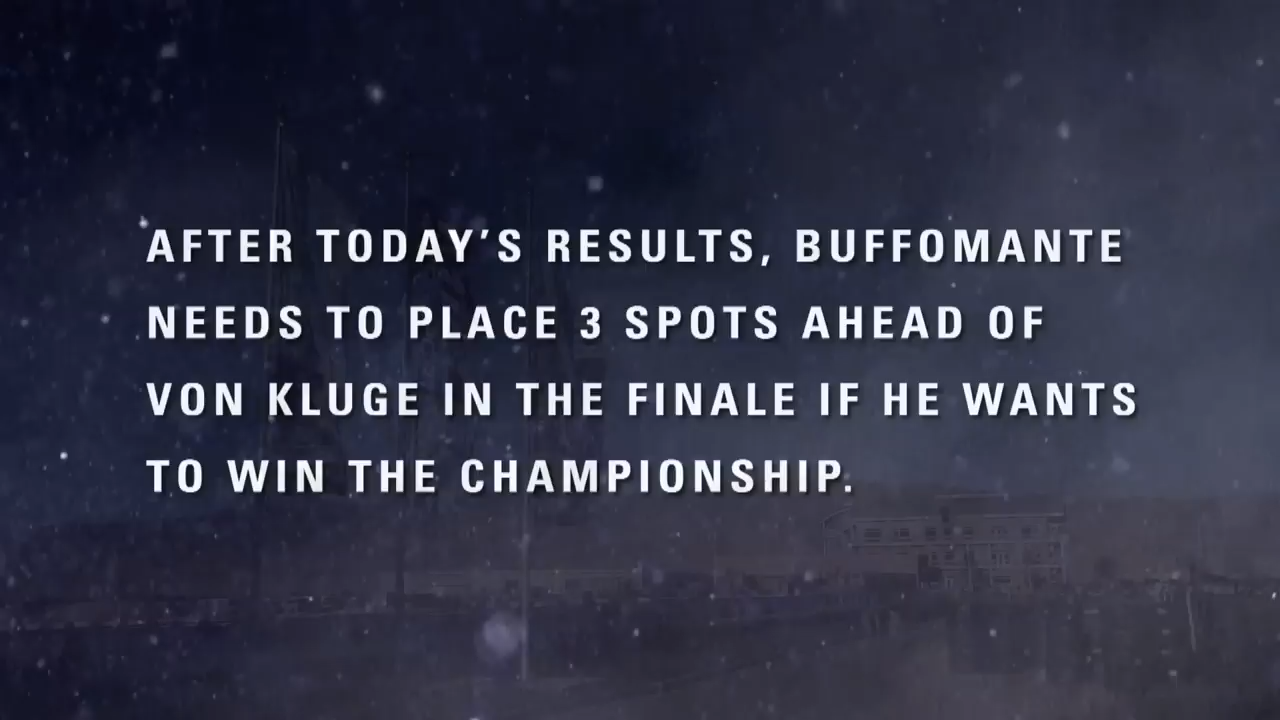 AFTER TODAY’S RESULTS, BUFFOMANTE
NEEDS TO PLACE 3 SPOTS AHEAD OF
VON KLUGE IN THE FINALE IF HE WANTS
TO WIN THE CHAMPIONSHIP.